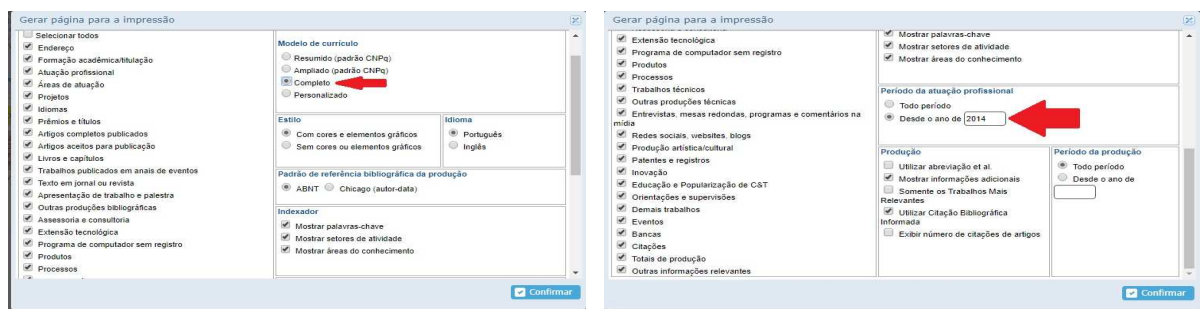 Gerar página para a impressão
Selecionar todos
Endereço
Formação acadêmica/titulação
Atuação profissional
Áreas de atuação
Projetos
Idiomas
Prêmios e títulos
Artigos completos publicados
Artigos aceitos para publicação
Livros e capítulos
Trabalhos publicados em anais de eventos
Texto em jornal ou revista
Apresentação de trabalho e palestra
Outras produções bibliográficas
Assessoria e consultoria
Extensão tecnológica
Programa de computador sem registro
Produtos
Processos
Modelo de currículo
Resumido (padrão CNPq)
Ampliado (padrão CNPq)
Completo
Personalizado
Estilo
Com cores e elementos gráficos
Sem cores ou elementos gráficos
Idioma
Português
Inglês
Padrão de referência bibliográfica da produção
ABNT Chicago (autor-data)
Indexador
Mostrar palavras-chave
Mostrar setores de atividade
Mostrar áreas do conhecimento
Confirmar
Gerar página para a impressão
Extensão tecnológica
Programa de computador sem registro
Produtos
Processos
Trabalhos técnicos
Outras produções técnicas
Entrevistas, mesas redondas, programas e comentários na
mídia
Redes sociais, websites, blogs
Produção artística/cultural
Patentes e registros
Inovação
Educação e Popularização de C&T
Orientações e supervisões
Demais trabalhos
Eventos
Bancas
Citações
Totais de produção
Outras informações relevantes
Mostrar palavras-chave
Mostrar setores de atividade
Mostrar áreas do conhecimento
Período da atuação profissional
Todo período
Desde o ano de 2014
Produção
Utilizar abreviação et al.
Mostrar informações adicionais
Somente os Trabalhos Mais
Relevantes
Utilizar Citação Bibliográfica
Informada
Exibir número de citações de artigos
Período da produção
Todo período
Desde o ano de
Confirmar